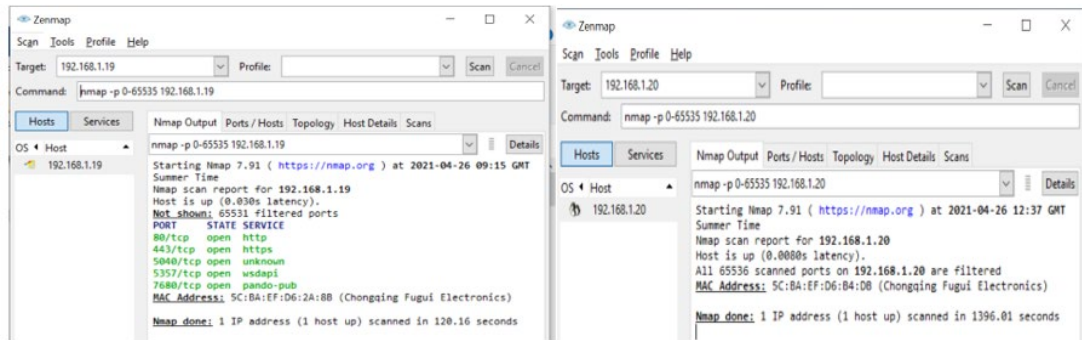 Zenmap
Scan Tools Profile Help
Target: 192.168.1.19 Profile: Scan Cancel
Command: nmap -p 0-65535 192.168.1.19
Hosts Services Nmap Output Ports / Hosts Topology Host Details Scans
OS Host nmap -p 0-65535 192.168.1.19 Details
192.168.1.19
Starting Nmap 7.91 ( https://nmap.org ) at 2021-04-26 09:15 GMT
Summer Time
Nmap scan report for 192.168.1.19
Host is up (0.030s latency).
Not shown: 65531 filtered ports
PORT STATE SERVICE
80/tcp open http
443/tcp open https
5040/tcp open unknown
5357/tcp open wsdapi
7680/tcp open pando-pub
MAC Address: 5C:BA:EF:D6:2A:8B (Chongqing Fugui Electronics)
Nmap done: 1 IP address (1 host up) scanned in 120.16 seconds
Zenmap
Scan Tools Profile Help
Target: 192.168.1.20 Profile: Scan Cancel
Command: nmap -p 0-65535 192.168.1.20
Hosts Services Nmap Output Ports / Hosts Topology Host Details Scans
OS Host nmap -p 0-65535 192.168.1.20 Details
192.168.1.20
Starting Nmap 7.91 ( https://nmap.org ) at 2021-04-26 12:37 GMT
Summer Time
Nmap scan report for 192.168.1.20
Host is up (0.0080s latency).
All 65536 scanned ports on 192.168.1.20 are filtered
MAC Address: 5C:BA:EF:D6:B4:DB (Chongqing Fugui Electronics)
Nmap done: 1 IP address (1 host up) scanned in 1396.01 seconds